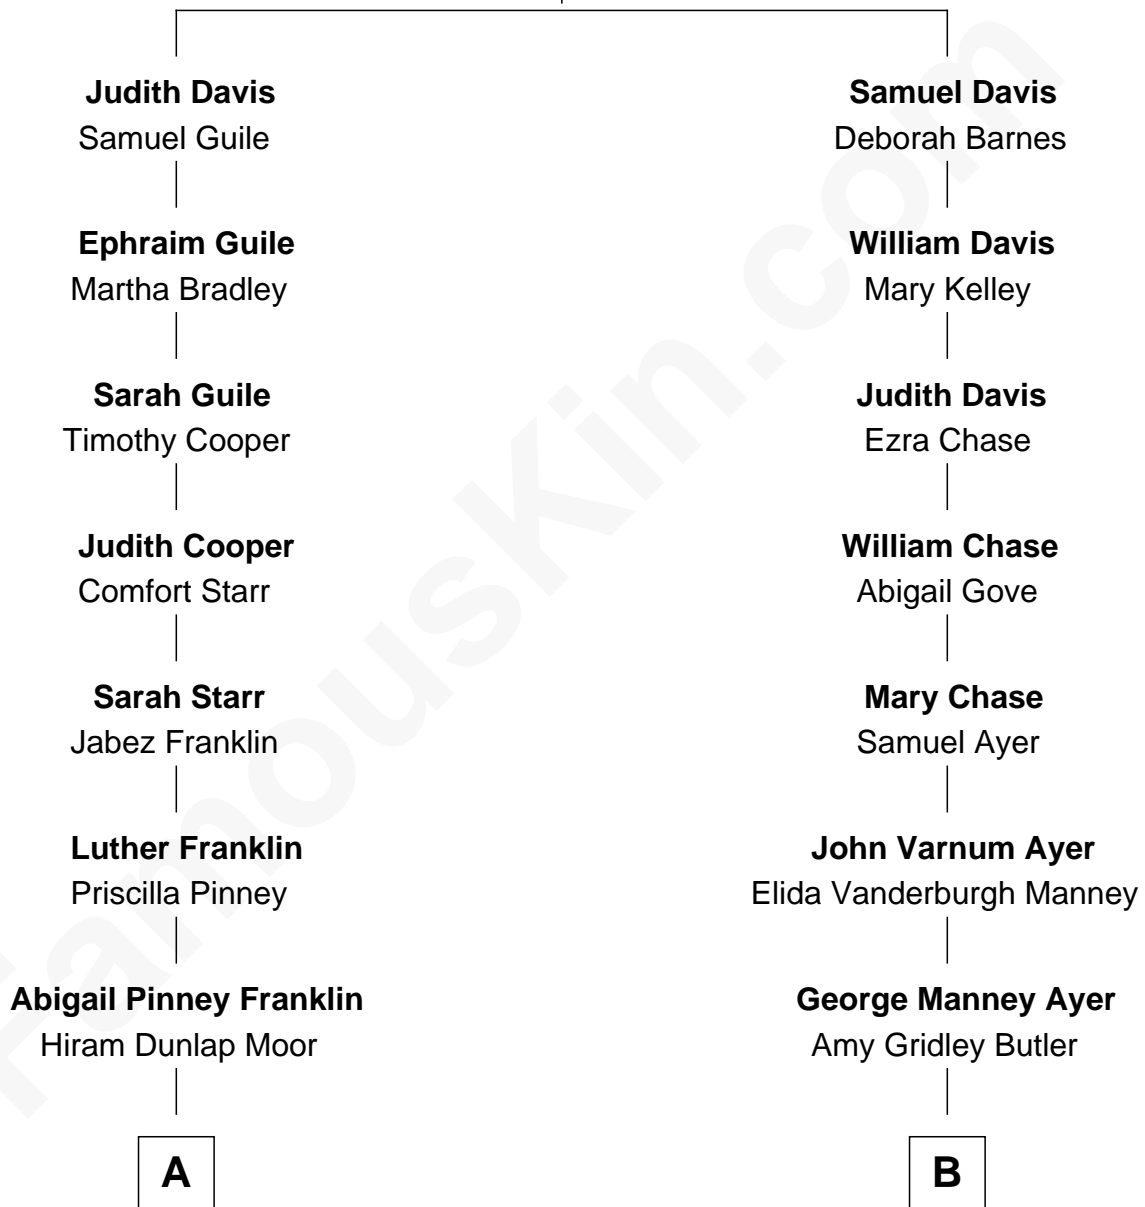 Judith Davis
Samuel Guile
Ephraim Guile
Martha Bradley
Sarah Guile
Timothy Cooper
Judith Cooper
Comfort Starr
Sarah Starr
Jabez Franklin
Luther Franklin
Priscilla Pinney
Abigail Pinney Franklin
Hiram Dunlap Moor
A
Samuel Davis
Deborah Barnes
William Davis
Mary Kelley
Judith Davis
Ezra Chase
William Chase
Abigail Gove
Mary Chase
Samuel Ayer
John Varnum Ayer
Elida Vanderburgh Manney
George Manney Ayer
Amy Gridley Butler
B
FamousKin.com